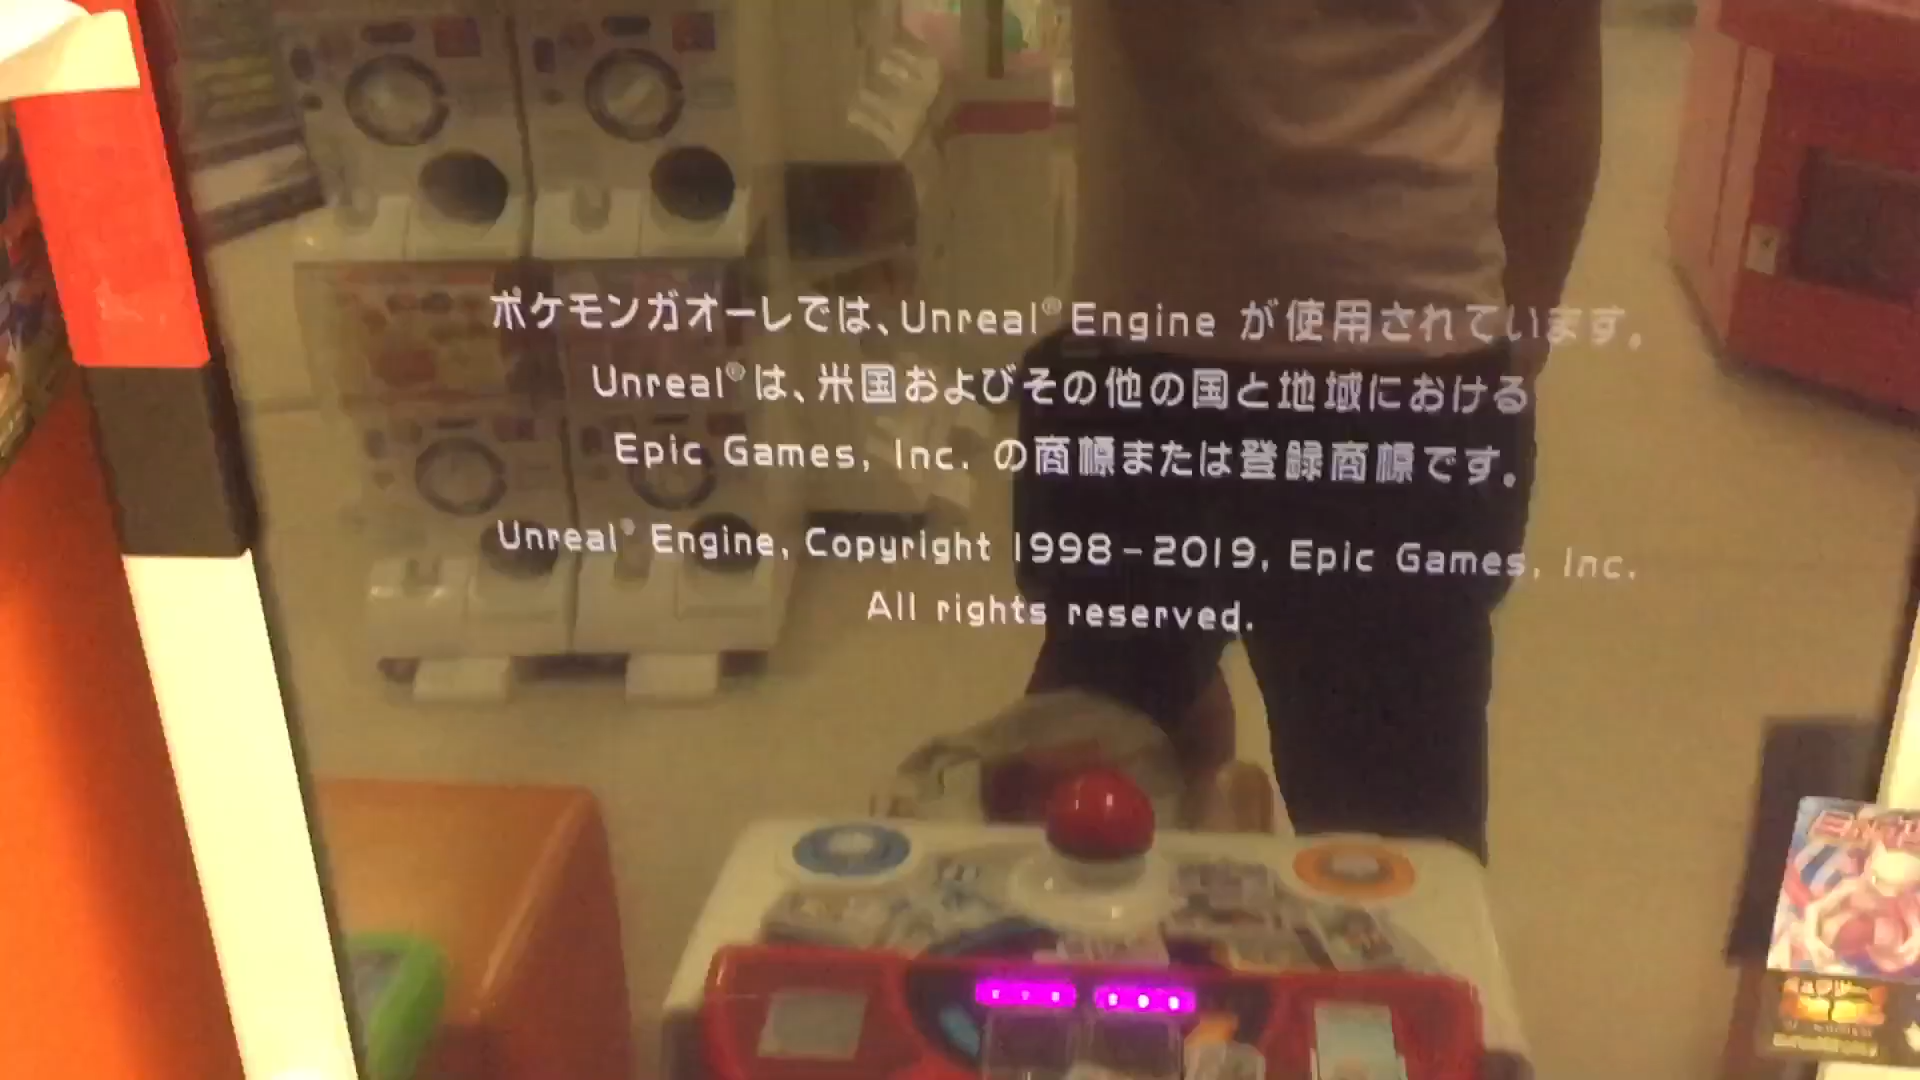 ポケモンガオーレでは、Unreal® Engine が使用されています。
Unreal®は、米国およびその他の国と地域における
Epic Games, Inc. の商標または登録商標です。
Unreal® Engine, Copyright 1998-2019, Epic Games, Inc.
All rights reserved.